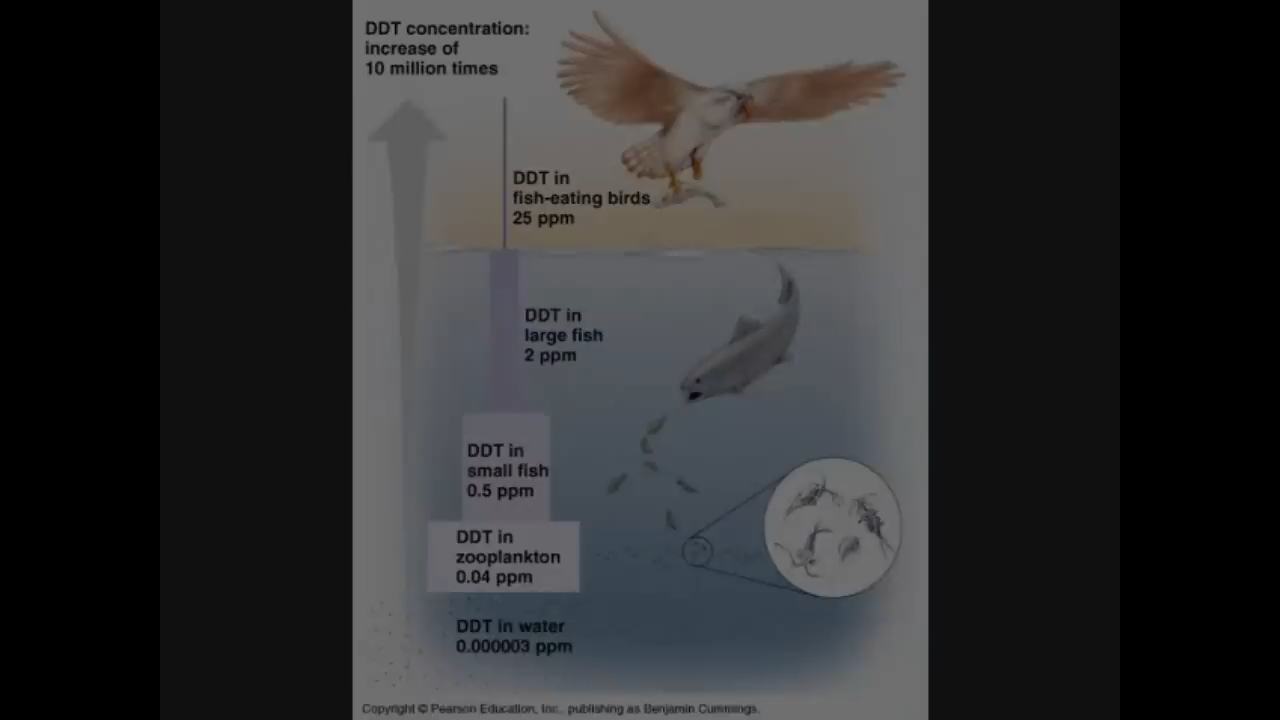 DDT concentration:
increase of
10 million times
DDT in
fish-eating birds
25 ppm
DDT in
large fish
2 ppm
DDT in
small fish
0.5 ppm
DDT in
zooplankton
0.04 ppm
DDT in water
0.000003 ppm
Copyright © Pearson Education, Inc., publishing as Benjamin Cummings.